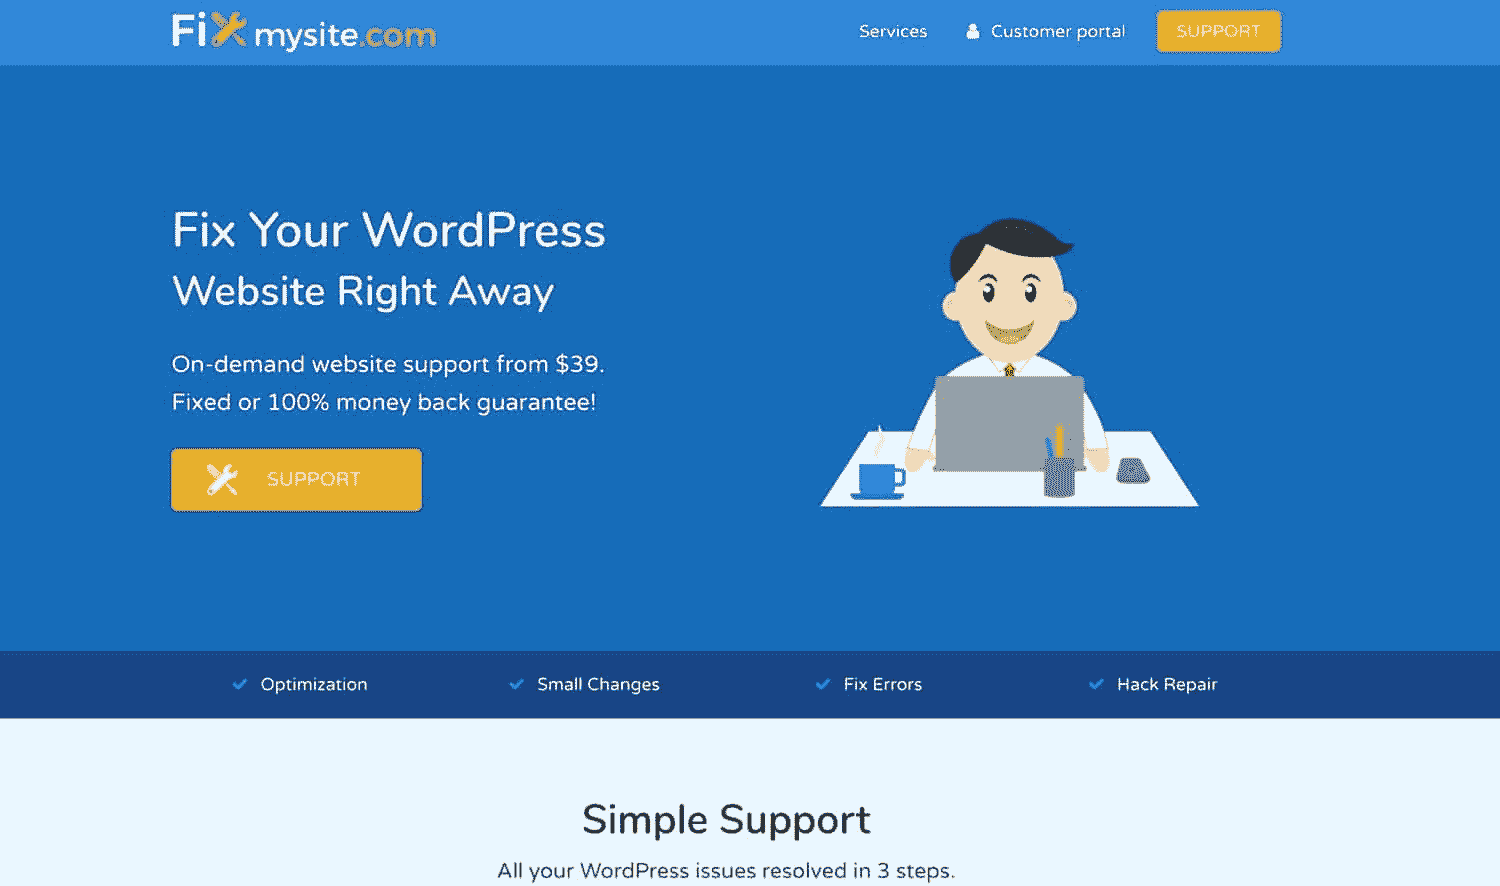 Fix mysite.com
Services
Customer portal
SUPPORT
Fix Your WordPress
Website Right Away
On-demand website support from $39.
Fixed or 100% money back guarantee!
SUPPORT
Optimization
Small Changes
Fix Errors
Hack Repair
Simple Support
All your WordPress issues resolved in 3 steps.